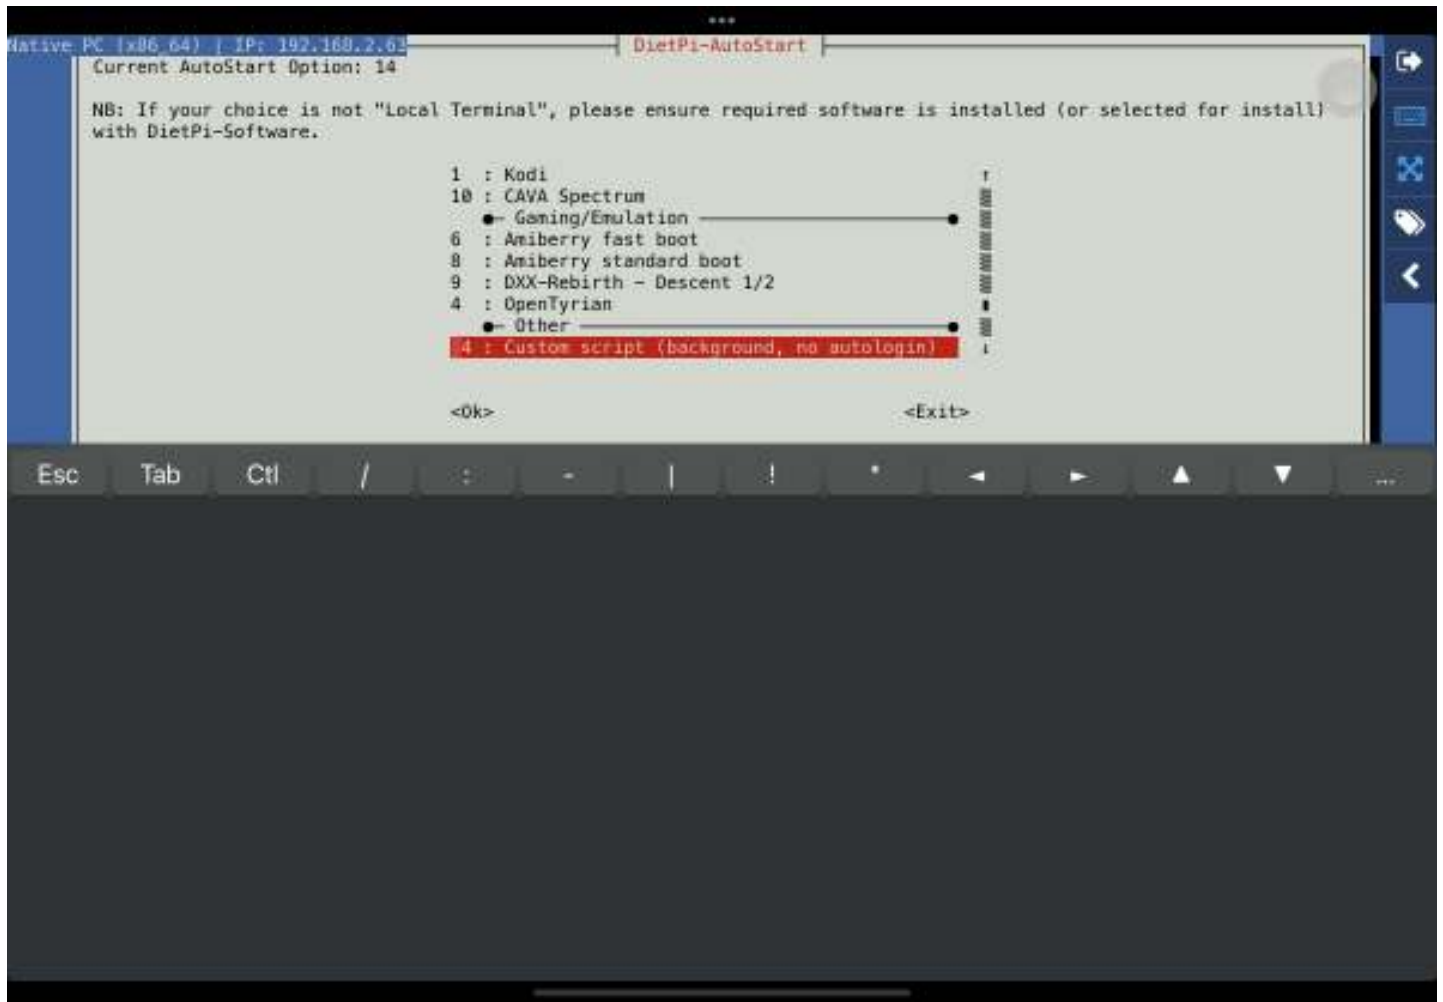 Native PC (x86_64) | IP: 192.168.2.63
DietPi-AutoStart
Current AutoStart Option: 14
NB: If your choice is not "Local Terminal", please ensure required software is installed (or selected for install)
with DietPi-Software.
1 : Kodi
10 : CAVA Spectrum
Gaming/Emulation
6 : Amiberry fast boot
8 : Amiberry standard boot
9 : DXX-Rebirth - Descent 1/2
4 : OpenTyrian
Other
4 : Custom script (background, no autologin)
<Ok> <Exit>
Esc Tab Ctl / : - | ! * ◄ ► ▲ ▼ ...